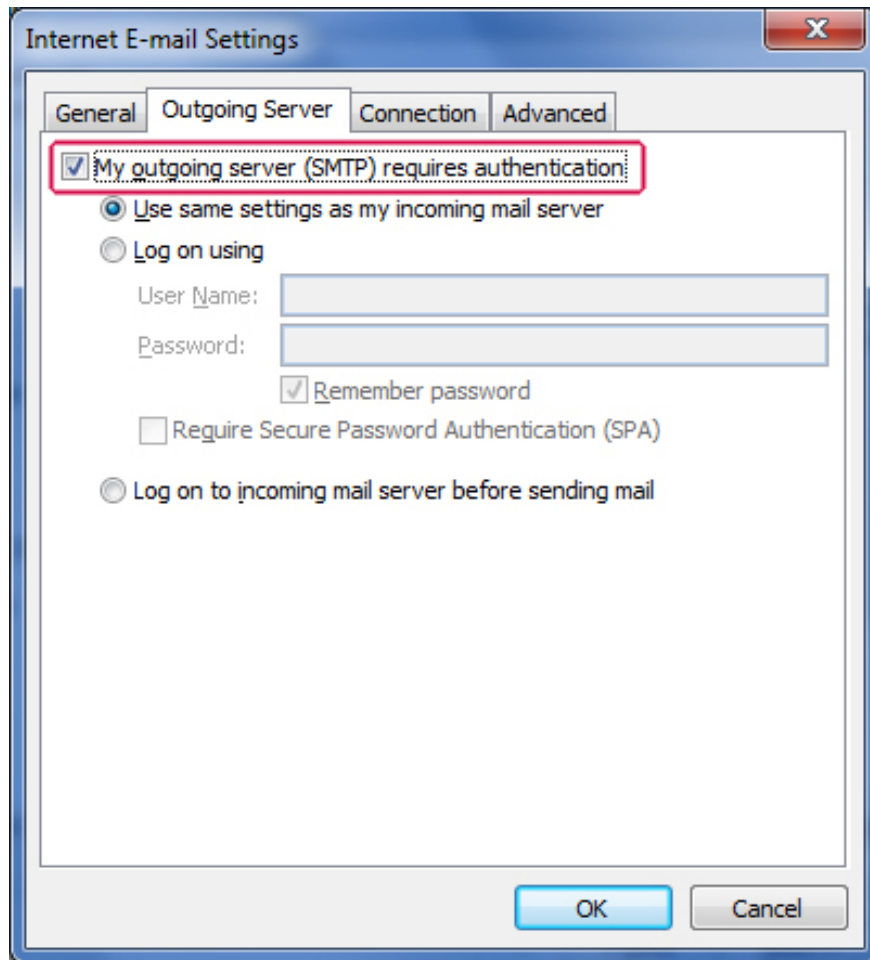 Internet E-mail Settings
X
General Outgoing Server Connection Advanced
My outgoing server (SMTP) requires authentication
Use same settings as my incoming mail server
Log on using
User Name:
Password:
Remember password
Require Secure Password Authentication (SPA)
Log on to incoming mail server before sending mail
OK Cancel